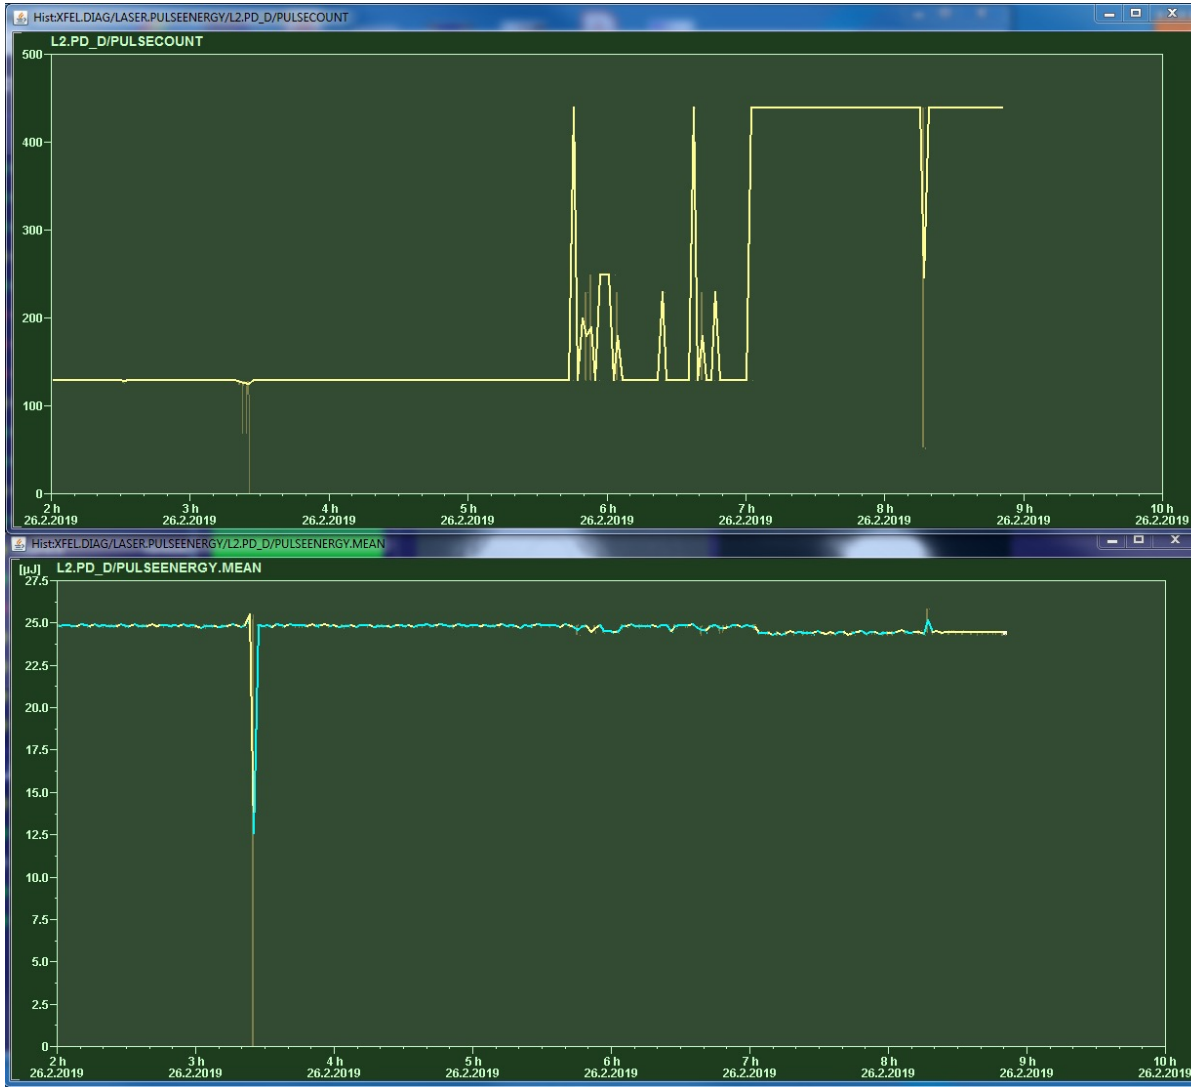 Hist:XFEL.DIAG/LASER.PULSEENERGY/L2.PD_D/PULSECOUNT
L2.PD_D/PULSECOUNT
500
400
300
200
100
0
2 h 3 h 4 h 5 h 6 h 7 h 8 h 9 h 10 h
26.2.2019 26.2.2019 26.2.2019 26.2.2019 26.2.2019 26.2.2019 26.2.2019 26.2.2019 26.2.2019
Hist:XFEL.DIAG/LASER.PULSEENERGY/L2.PD_D/PULSEENERGY.MEAN
[µJ] L2.PD_D/PULSEENERGY.MEAN
27.5
25.0
22.5
20.0
17.5
15.0
12.5
10.0
7.5
5.0
2.5
0
2 h 3 h 4 h 5 h 6 h 7 h 8 h 9 h 10 h
26.2.2019 26.2.2019 26.2.2019 26.2.2019 26.2.2019 26.2.2019 26.2.2019 26.2.2019 26.2.2019